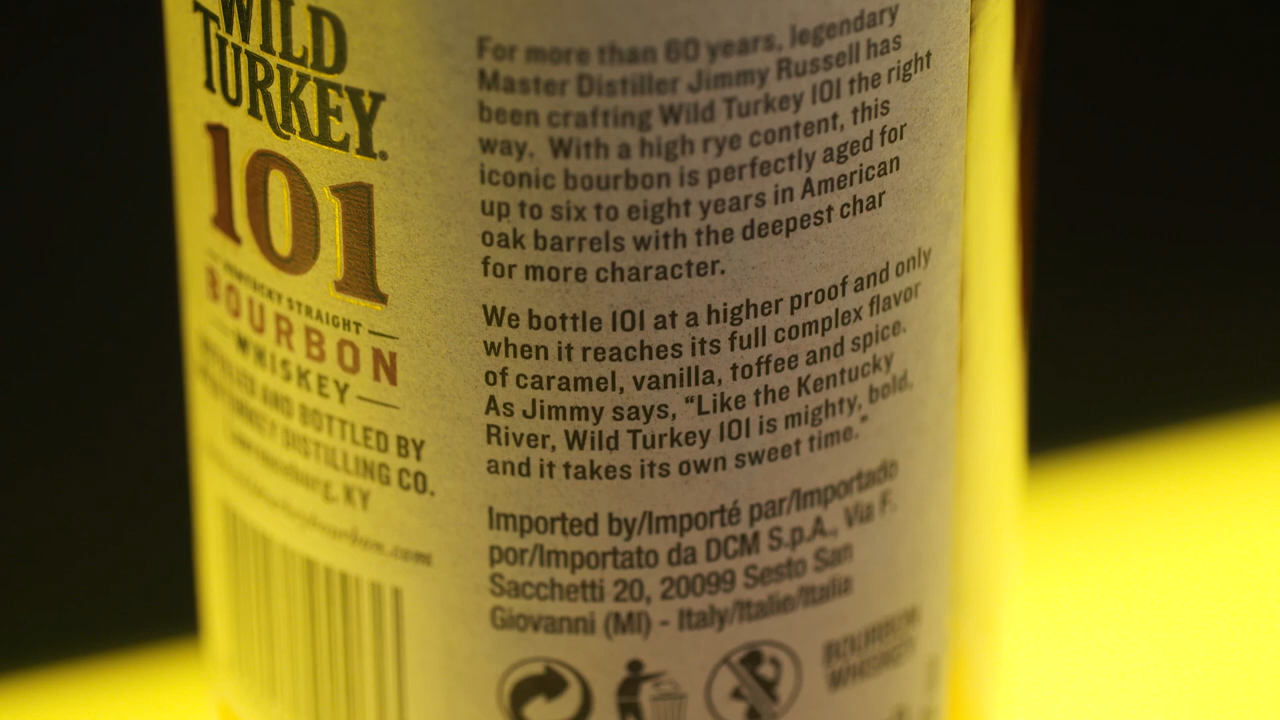 WILD
TURKEY
101
KENTUCKY STRAIGHT
BOURBON
WHISKEY
AND BOTTLED BY
DISTILLING CO.
KY
For more than 60 years, legendary
Master Distiller Jimmy Russell has
been crafting Wild Turkey 101 the right
way. With a high rye content, this
iconic bourbon is perfectly aged for
up to six to eight years in American
oak barrels with the deepest char
for more character.
We bottle 101 at a higher proof and only
when it reaches its full complex flavor
of caramel, vanilla, toffee and spice.
As Jimmy says, “Like the Kentucky
River, Wild Turkey 101 is mighty, bold,
and it takes its own sweet time.”
Imported by/Importé par/Importado
por/Importato da DCM S.p.A., Via F.
Sacchetti 20, 20099 Sesto San
Giovanni (MI) - Italy/Italie/Italia
BOURBON
WHISKEY